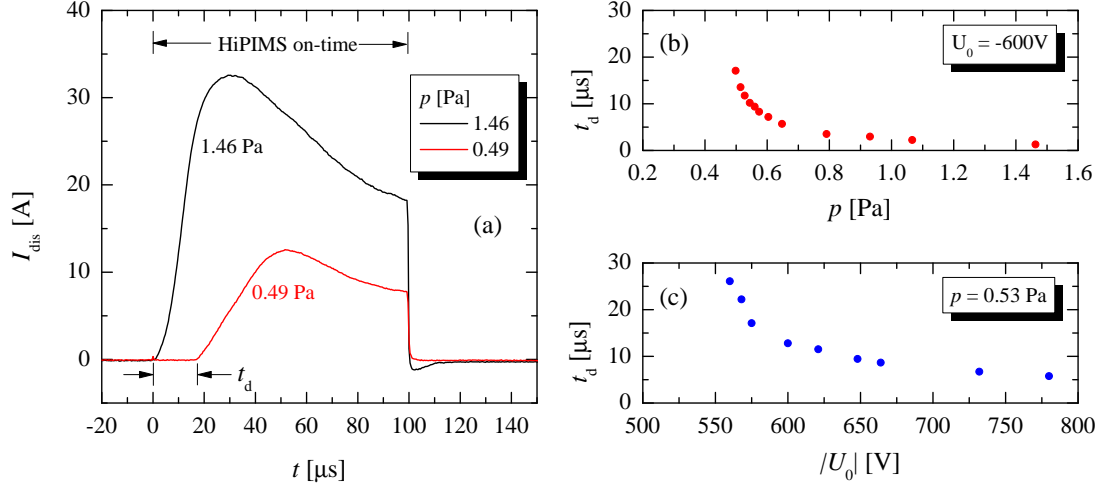 HiPIMS on-time
p [Pa]
1.46
0.49
1.46 Pa
(a)
0.49 Pa
t_d
40
30
20
10
0
I_dis [A]
-20 0 20 40 60 80 100 120 140
t [μs]
(b)
U_0 = -600V
30
20
10
0
t_d [μs]
0.2 0.4 0.6 0.8 1.0 1.2 1.4 1.6
p [Pa]
(c)
p = 0.53 Pa
30
20
10
0
t_d [μs]
500 550 600 650 700 750 800
|U_0| [V]